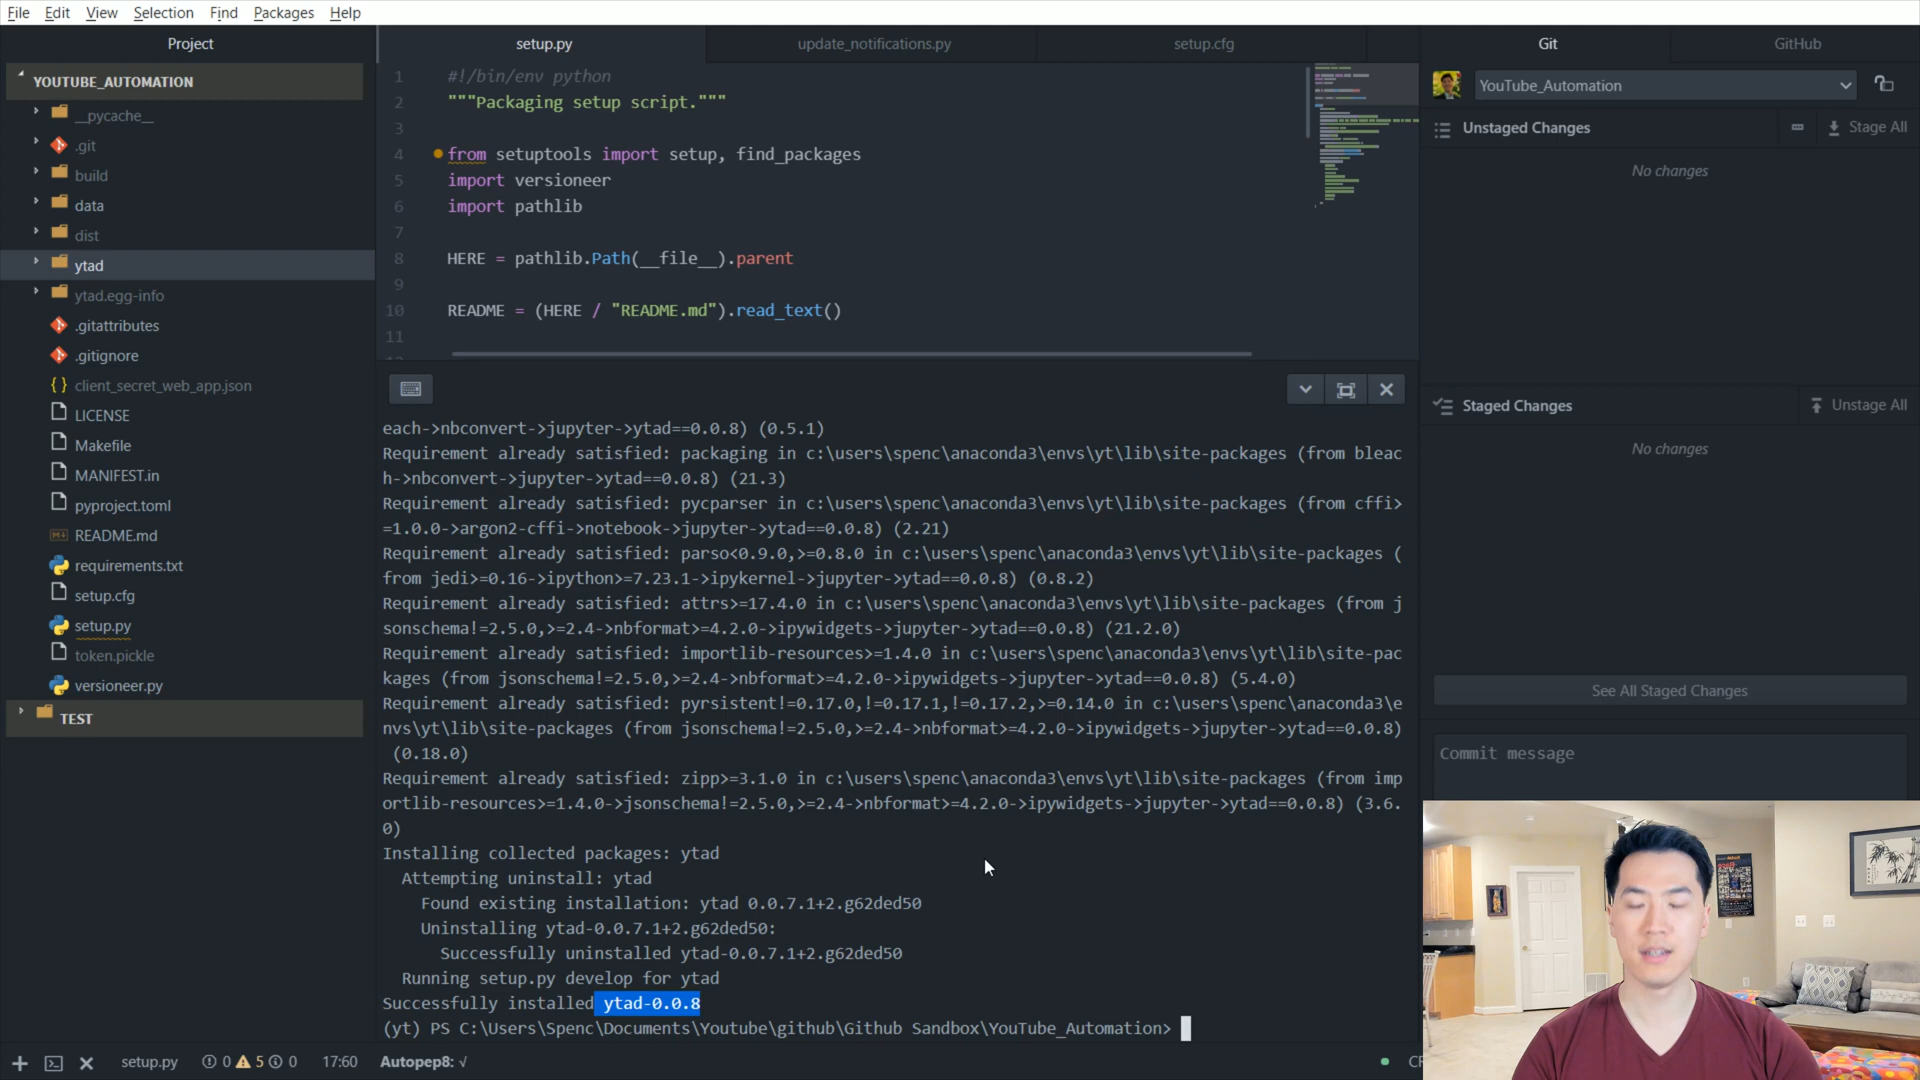 File Edit View Selection Find Packages Help
Project
setup.py
update_notifications.py
setup.cfg
Git
GitHub
YOUTUBE_AUTOMATION
__pycache__
.git
build
data
dist
ytad
ytad.egg-info
.gitattributes
.gitignore
client_secret_web_app.json
LICENSE
Makefile
MANIFEST.in
pyproject.toml
README.md
requirements.txt
setup.cfg
setup.py
token.pickle
versioneer.py
TEST
1 #!/bin/env python
2 """Packaging setup script."""
3
4 from setuptools import setup, find_packages
5 import versioneer
6 import pathlib
7
8 HERE = pathlib.Path(__file__).parent
9
10 README = (HERE / "README.md").read_text()
11
each->nbconvert->jupyter->ytad==0.0.8) (0.5.1)
Requirement already satisfied: packaging in c:\users\spenc\anaconda3\envs\yt\lib\site-packages (from bleac
h->nbconvert->jupyter->ytad==0.0.8) (21.3)
Requirement already satisfied: pycparser in c:\users\spenc\anaconda3\envs\yt\lib\site-packages (from cffi>
=1.0.0->argon2-cffi->notebook->jupyter->ytad==0.0.8) (2.21)
Requirement already satisfied: parso<0.9.0,>=0.8.0 in c:\users\spenc\anaconda3\envs\yt\lib\site-packages (
from jedi>=0.16->ipython>=7.23.1->ipykernel->jupyter->ytad==0.0.8) (0.8.2)
Requirement already satisfied: attrs>=17.4.0 in c:\users\spenc\anaconda3\envs\yt\lib\site-packages (from j
sonschema!=2.5.0,>=2.4->nbformat>=4.2.0->ipywidgets->jupyter->ytad==0.0.8) (21.2.0)
Requirement already satisfied: importlib-resources>=1.4.0 in c:\users\spenc\anaconda3\envs\yt\lib\site-pac
kages (from jsonschema!=2.5.0,>=2.4->nbformat>=4.2.0->ipywidgets->jupyter->ytad==0.0.8) (5.4.0)
Requirement already satisfied: pyrsistent!=0.17.0,!=0.17.1,!=0.17.2,>=0.14.0 in c:\users\spenc\anaconda3\e
nvs\yt\lib\site-packages (from jsonschema!=2.5.0,>=2.4->nbformat>=4.2.0->ipywidgets->jupyter->ytad==0.0.8)
(0.18.0)
Requirement already satisfied: zipp>=3.1.0 in c:\users\spenc\anaconda3\envs\yt\lib\site-packages (from imp
ortlib-resources>=1.4.0->jsonschema!=2.5.0,>=2.4->nbformat>=4.2.0->ipywidgets->jupyter->ytad==0.0.8) (3.6.
0)
Installing collected packages: ytad
Attempting uninstall: ytad
Found existing installation: ytad 0.0.7.1+2.g62ded50
Uninstalling ytad-0.0.7.1+2.g62ded50:
Successfully uninstalled ytad-0.0.7.1+2.g62ded50
Running setup.py develop for ytad
Successfully installed ytad-0.0.8
(yt) PS C:\Users\Spenc\Documents\Youtube\github\Github Sandbox\YouTube_Automation>
YouTube_Automation
Unstaged Changes
Stage All
No changes
Staged Changes
Unstage All
No changes
See All Staged Changes
Commit message
setup.py 0 5 0 17:60 Autopep8: √